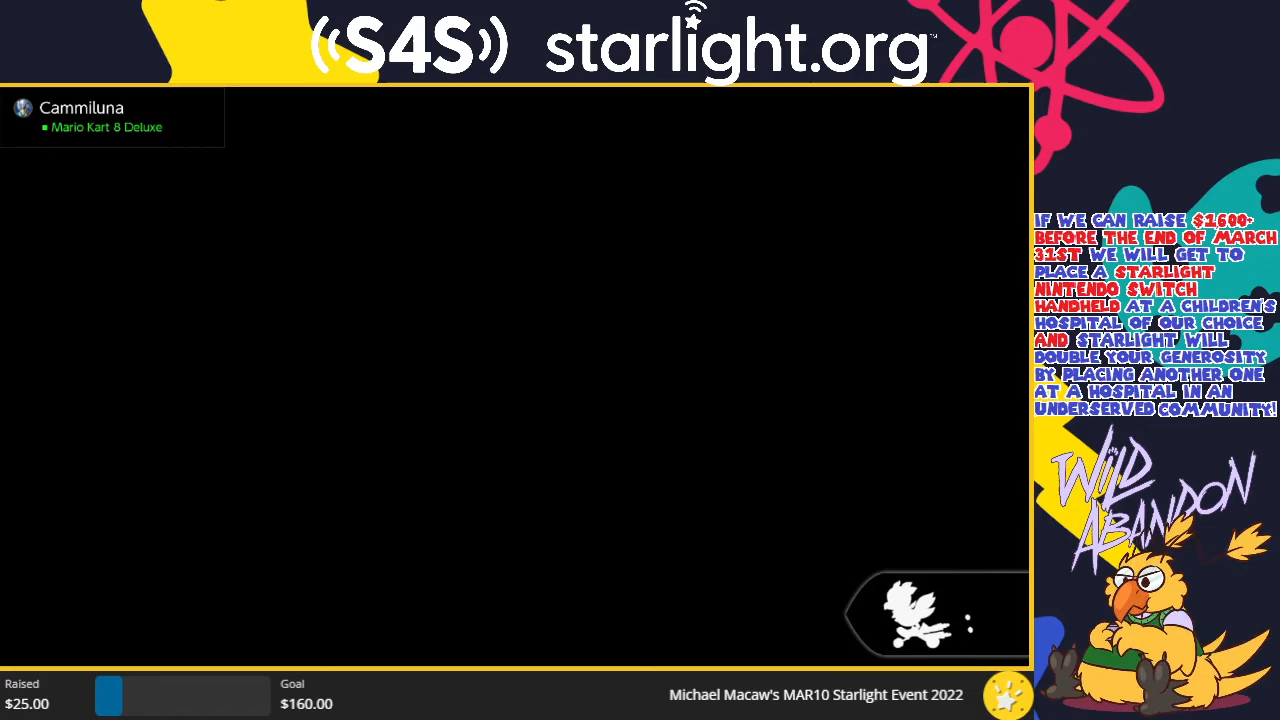 ((S4S)) starlight.org™
Cammiluna
Mario Kart 8 Deluxe
IF WE CAN RAISE $1600+
BEFORE THE END OF MARCH
31ST WE WILL GET TO
PLACE A STARLIGHT
NINTENDO SWITCH
HANDHELD AT A CHILDREN'S
HOSPITAL OF OUR CHOICE
AND STARLIGHT WILL
DOUBLE YOUR GENEROSITY
BY PLACING ANOTHER ONE
AT A HOSPITAL IN AN
UNDERSERVED COMMUNITY!
WILD
ABANDON
Raised
$25.00
Goal
$160.00
Michael Macaw's MAR10 Starlight Event 2022